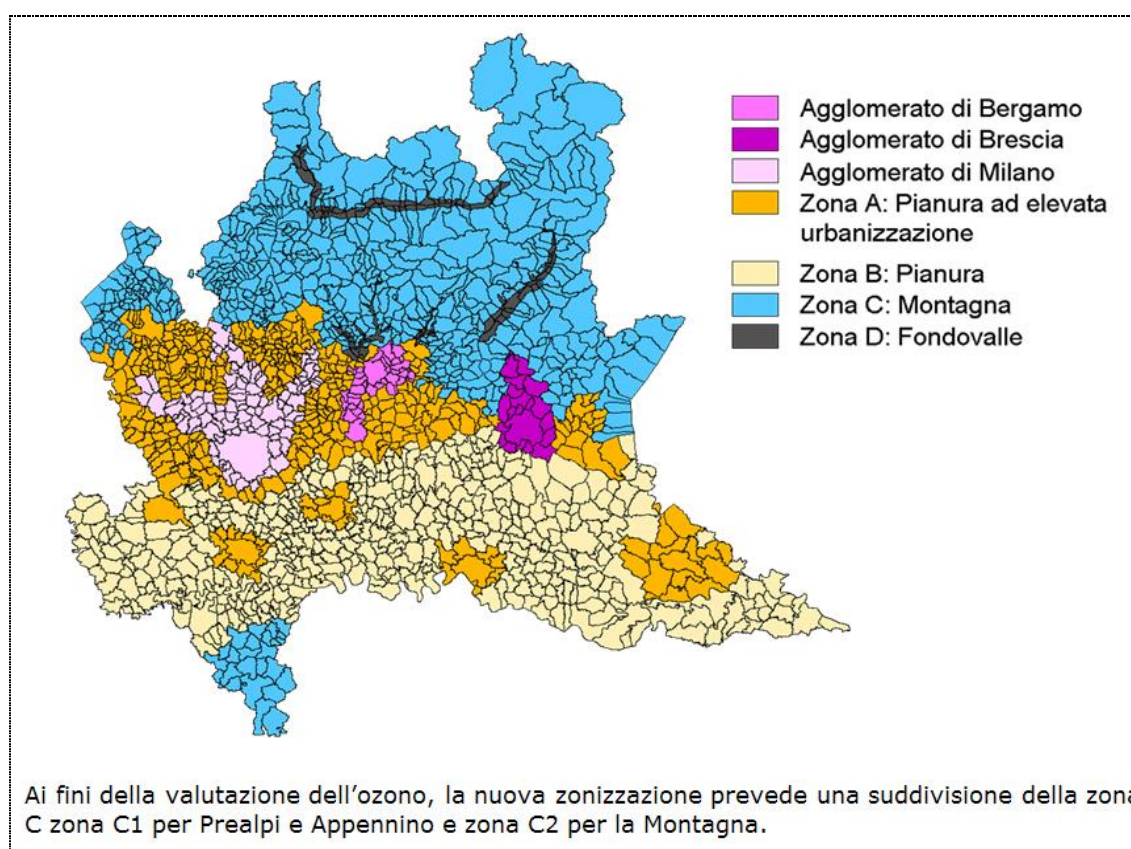 Agglomerato di Bergamo
Agglomerato di Brescia
Agglomerato di Milano
Zona A: Pianura ad elevata
urbanizzazione
Zona B: Pianura
Zona C: Montagna
Zona D: Fondovalle
Ai fini della valutazione dell'ozono, la nuova zonizzazione prevede una suddivisione della zona
C zona C1 per Prealpi e Appennino e zona C2 per la Montagna.